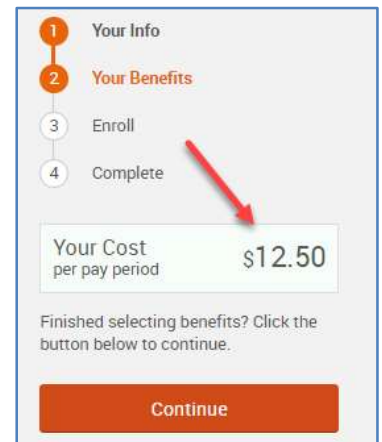 1 Your Info
2 Your Benefits
3 Enroll
4 Complete
Your Cost $12.50
per pay period
Finished selecting benefits? Click the
button below to continue.
Continue